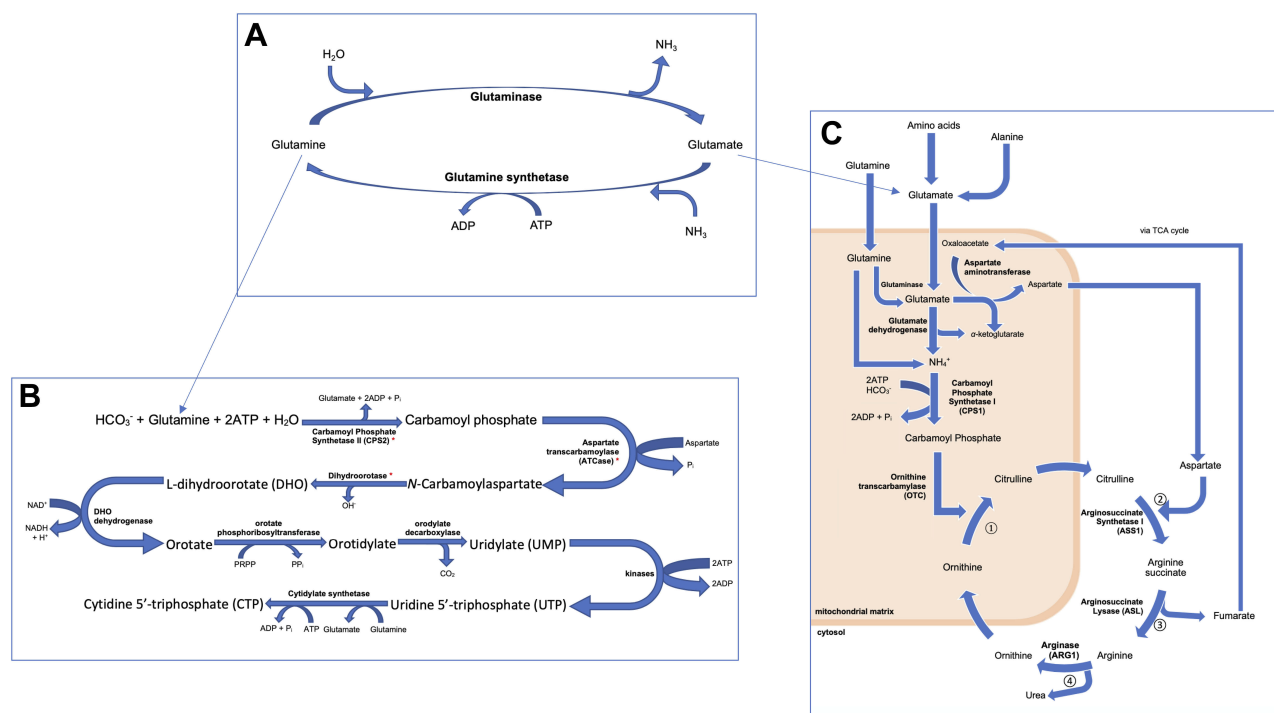 A
H₂O
NH₃
Glutaminase
Glutamine
Glutamate
Glutamine synthetase
ADP
ATP
NH₃
B
HCO₃⁻ + Glutamine + 2ATP + H₂O
Glutamate + 2ADP + Pᵢ
Carbamoyl Phosphate
Synthetase II (CPS2) *
Carbamoyl phosphate
Aspartate
transcarbamoylase
(ATCase) *
Aspartate
Pᵢ
L-dihydroorotate (DHO)
Dihydroorotase *
OH⁻
N-Carbamoylaspartate
NAD⁺
NADH
+ H⁺
DHO
dehydrogenase
Orotate
orotate
phosphoribosyltransferase
PRPP
PPᵢ
Orotidylate
orodylate
decarboxylase
CO₂
Uridylate (UMP)
kinases
2ATP
2ADP
Cytidine 5’-triphosphate (CTP)
Cytidylate synthetase
ADP + Pᵢ
ATP
Glutamate
Glutamine
Uridine 5’-triphosphate (UTP)
C
Amino acids
Alanine
Glutamine
Glutamate
via TCA cycle
Oxaloacetate
Glutamine
Aspartate
aminotransferase
Glutaminase
Aspartate
Glutamate
Glutamate
dehydrogenase
α-ketoglutarate
NH₄⁺
2ATP
HCO₃⁻
2ADP + Pᵢ
Carbamoyl
Phosphate
Synthetase I
(CPS1)
Carbamoyl Phosphate
Ornithine
transcarbamylase
(OTC)
Citrulline
Citrulline
Aspartate
①
②
Arginosuccinate
Synthetase I
(ASS1)
Ornithine
Arginine
succinate
mitochondrial matrix
cytosol
Arginosuccinate
Lysase (ASL)
③
Fumarate
Ornithine
Arginase
(ARG1)
Arginine
④
Urea